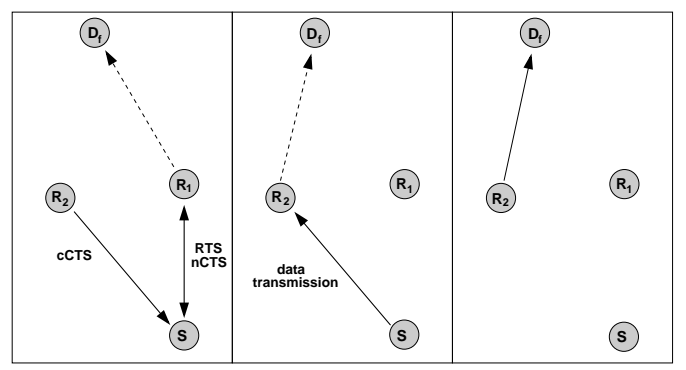 Df
R1
R2
cCTS
RTS
nCTS
S
Df
R1
R2
data
transmission
S
Df
R1
R2
S